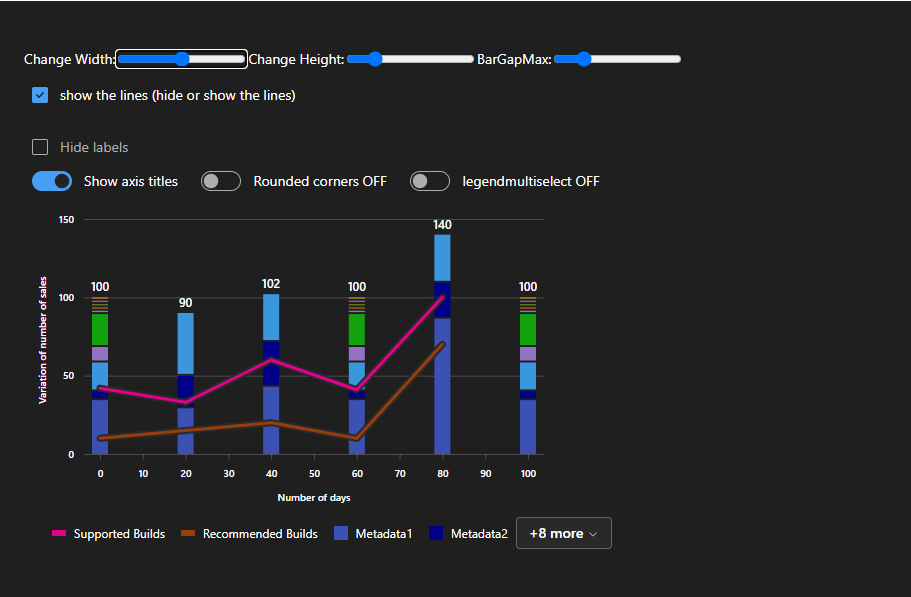 Change Width: Change Height: BarGapMax:
show the lines (hide or show the lines)
Hide labels
Show axis titles Rounded corners OFF legendmultiselect OFF
150
140
100 90 102 100 100
100
50
0
Variation of number of sales
0 10 20 30 40 50 60 70 80 90 100
Number of days
Supported Builds Recommended Builds Metadata1 Metadata2 +8 more